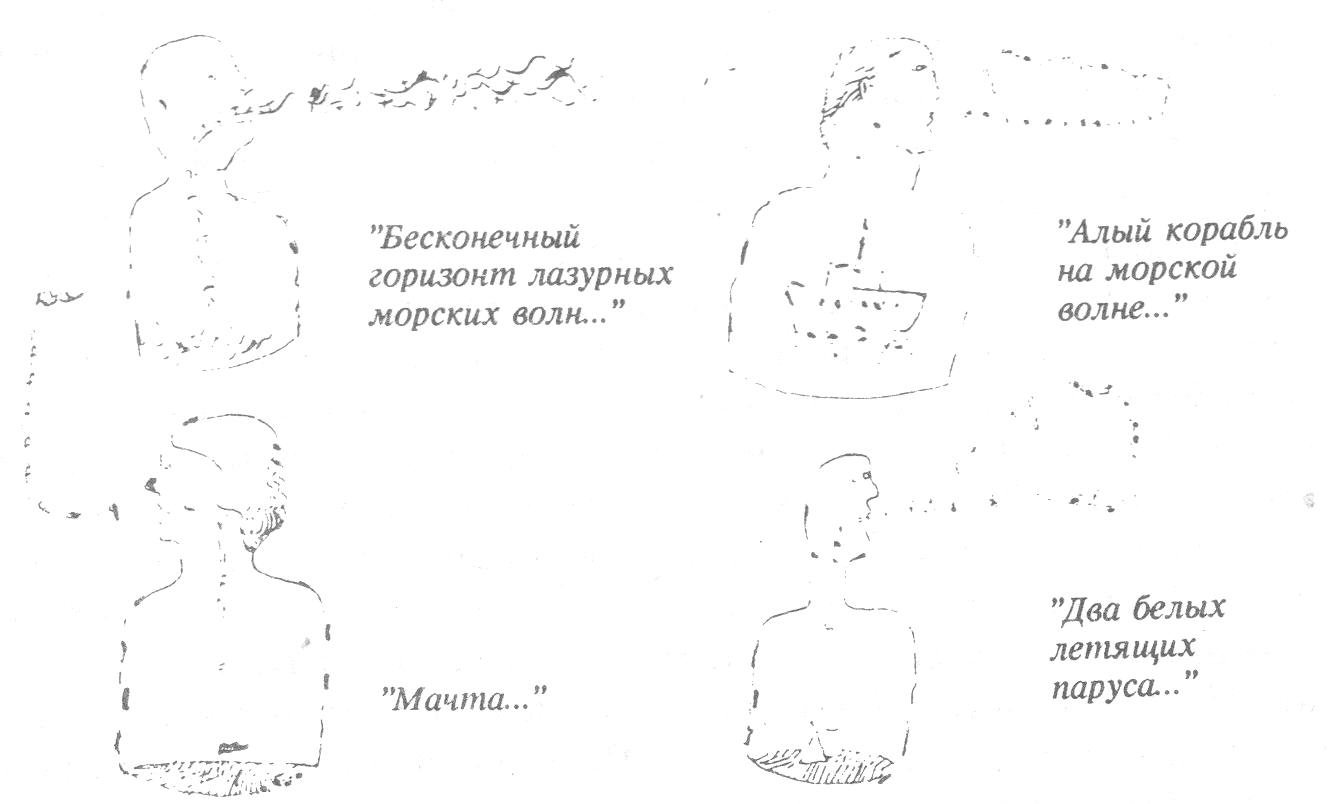 "Бесконечный
горизонт лазурных
морских волн..."
"Алый корабль
на морской
волне..."
"Мачта..."
"Два белых
летящих
паруса..."